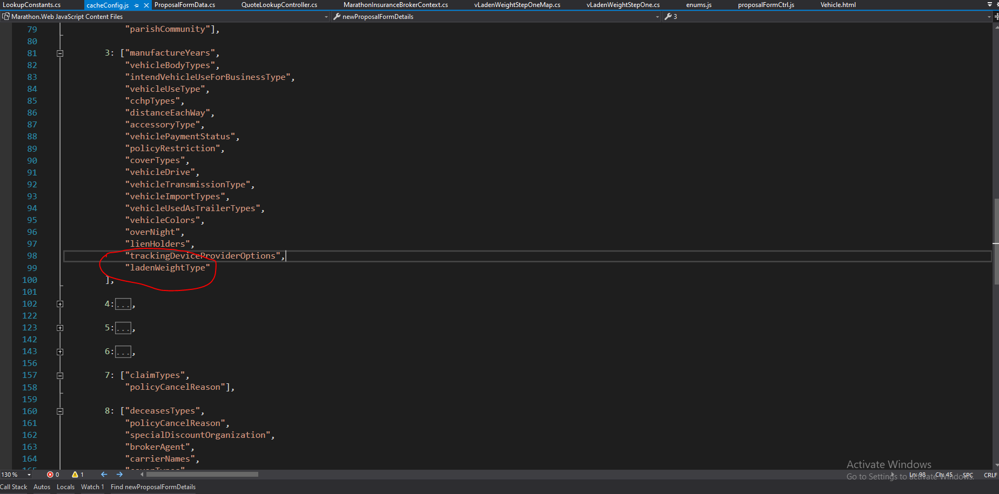 LookupConstants.cs cacheConfig.js ProposalFormData.cs QuoteLookupController.cs MarathonInsuranceBrokerContext.cs vLadenWeightStepOneMap.cs vLadenWeightStepOne.cs enums.js proposalFormCtrl.js Vehicle.html
Marathon.Web JavaScript Content Files newProposalFormDetails 3
79 "parishCommunity"],
80
81 3: ["manufactureYears",
82 "vehicleBodyTypes",
83 "intendVehicleUseForBusinessType",
84 "vehicleUseType",
85 "cchpTypes",
86 "distanceEachWay",
87 "accessoryType",
88 "vehiclePaymentStatus",
89 "policyRestriction",
90 "coverTypes",
91 "vehicleDrive",
92 "vehicleTransmissionType",
93 "vehicleImportTypes",
94 "vehicleUsedAsTrailerTypes",
95 "vehicleColors",
96 "overNight",
97 "lienHolders",
98 "trackingDeviceProviderOptions",
99 "ladenWeightType"
100 ],
101
102 4:...,
122
123 5:...,
142
143 6:...,
156
157 7: ["claimTypes",
158 "policyCancelReason"],
159
160 8: ["deceasesTypes",
161 "policyCancelReason",
162 "specialDiscountOrganization",
163 "brokerAgent",
164 "carrierNames",
Activate Windows
Go to Settings to activate Windows.
130 % 0 1 Ln: 98 Ch: 45 SPC CRLF
Call Stack Autos Locals Watch 1 Find newProposalFormDetails